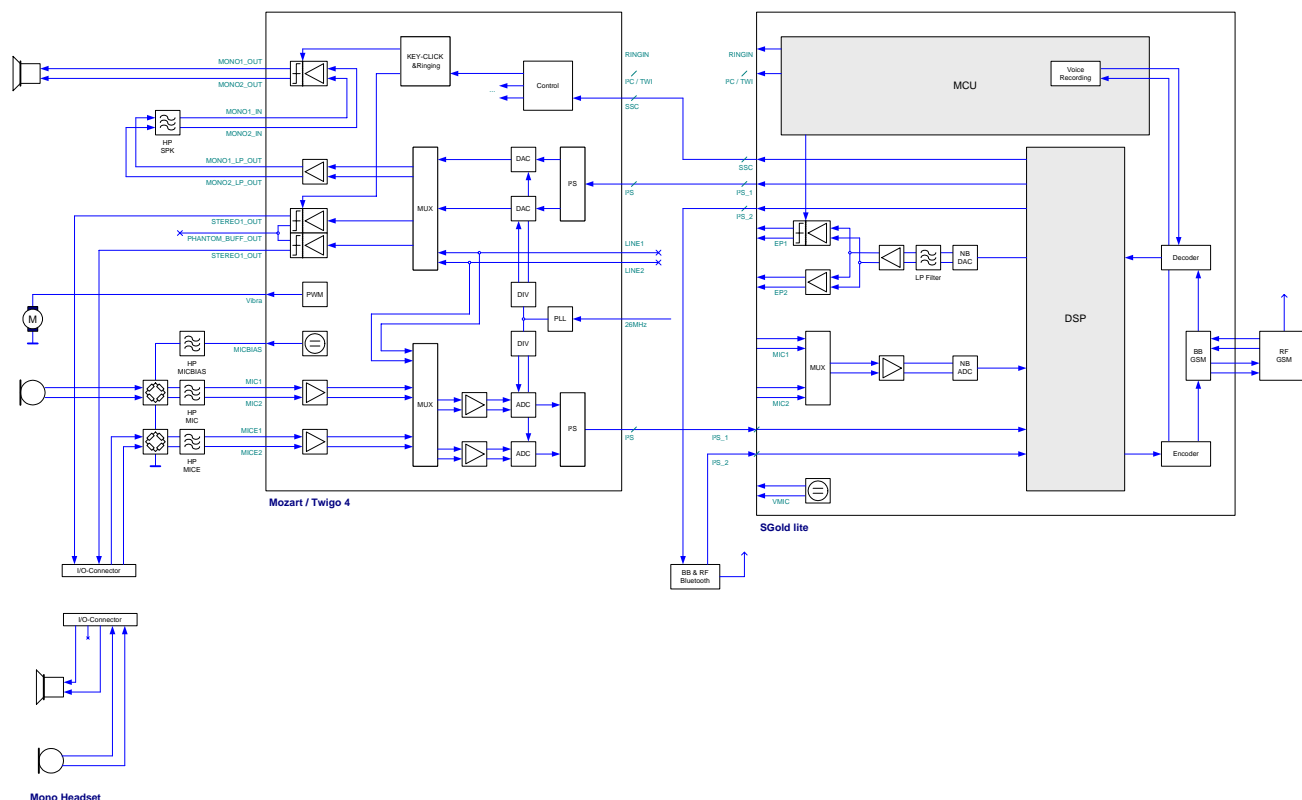 MONO1_OUT
MONO2_OUT
KEY-CLICK
&Ringing
Control
...
RINGIN
I²C / TWI
SSC
RINGIN
I²C / TWI
MCU
Voice
Recording
MONO1_IN
MONO2_IN
HP
SPK
MONO1_LP_OUT
MONO2_LP_OUT
MUX
DAC
DAC
PS
PS
SSC
PS_1
PS_2
STEREO1_OUT
PHANTOM_BUFF_OUT
STEREO1_OUT
LINE1
LINE2
EP1
EP2
LP Filter
NB
DAC
DSP
Decoder
Vibra
PWM
M
DIV
PLL
26MHz
DIV
MICBIAS
HP
MICBIAS
MIC1
MIC2
HP
MIC
MICE1
MICE2
HP
MICE
MUX
ADC
ADC
PS
PS
PS_1
PS_2
MIC1
MIC2
MUX
NB
ADC
BB
GSM
RF
GSM
Encoder
VMIC
Mozart / Twigo 4
SGold lite
I/O-Connector
BB & RF
Bluetooth
I/O-Connector
Mono Headset